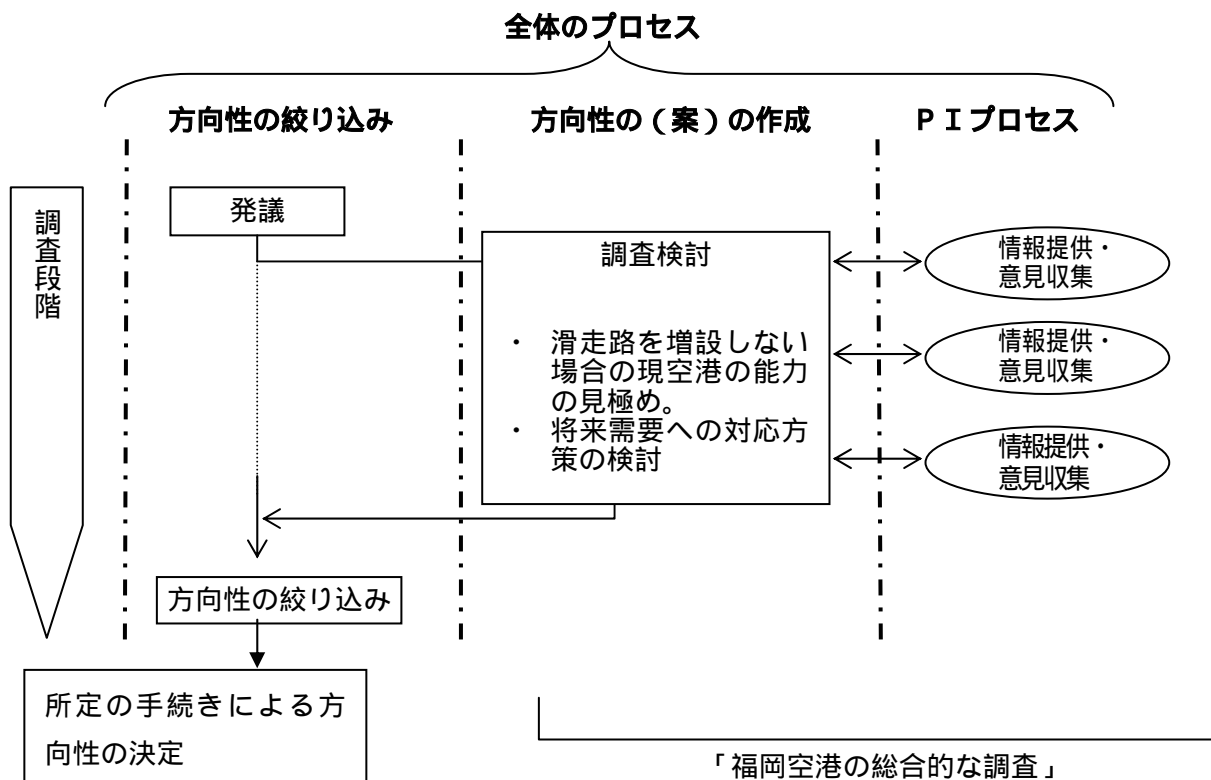 全体のプロセス
方向性の絞り込み
方向性の(案)の作成
PIプロセス
調査段階
発議
調査検討
・ 滑走路を増設しない
場合の現空港の能力
の見極め。
・ 将来需要への対応方
策の検討
情報提供・
意見収集
情報提供・
意見収集
情報提供・
意見収集
方向性の絞り込み
所定の手続きによる方
向性の決定
「福岡空港の総合的な調査」